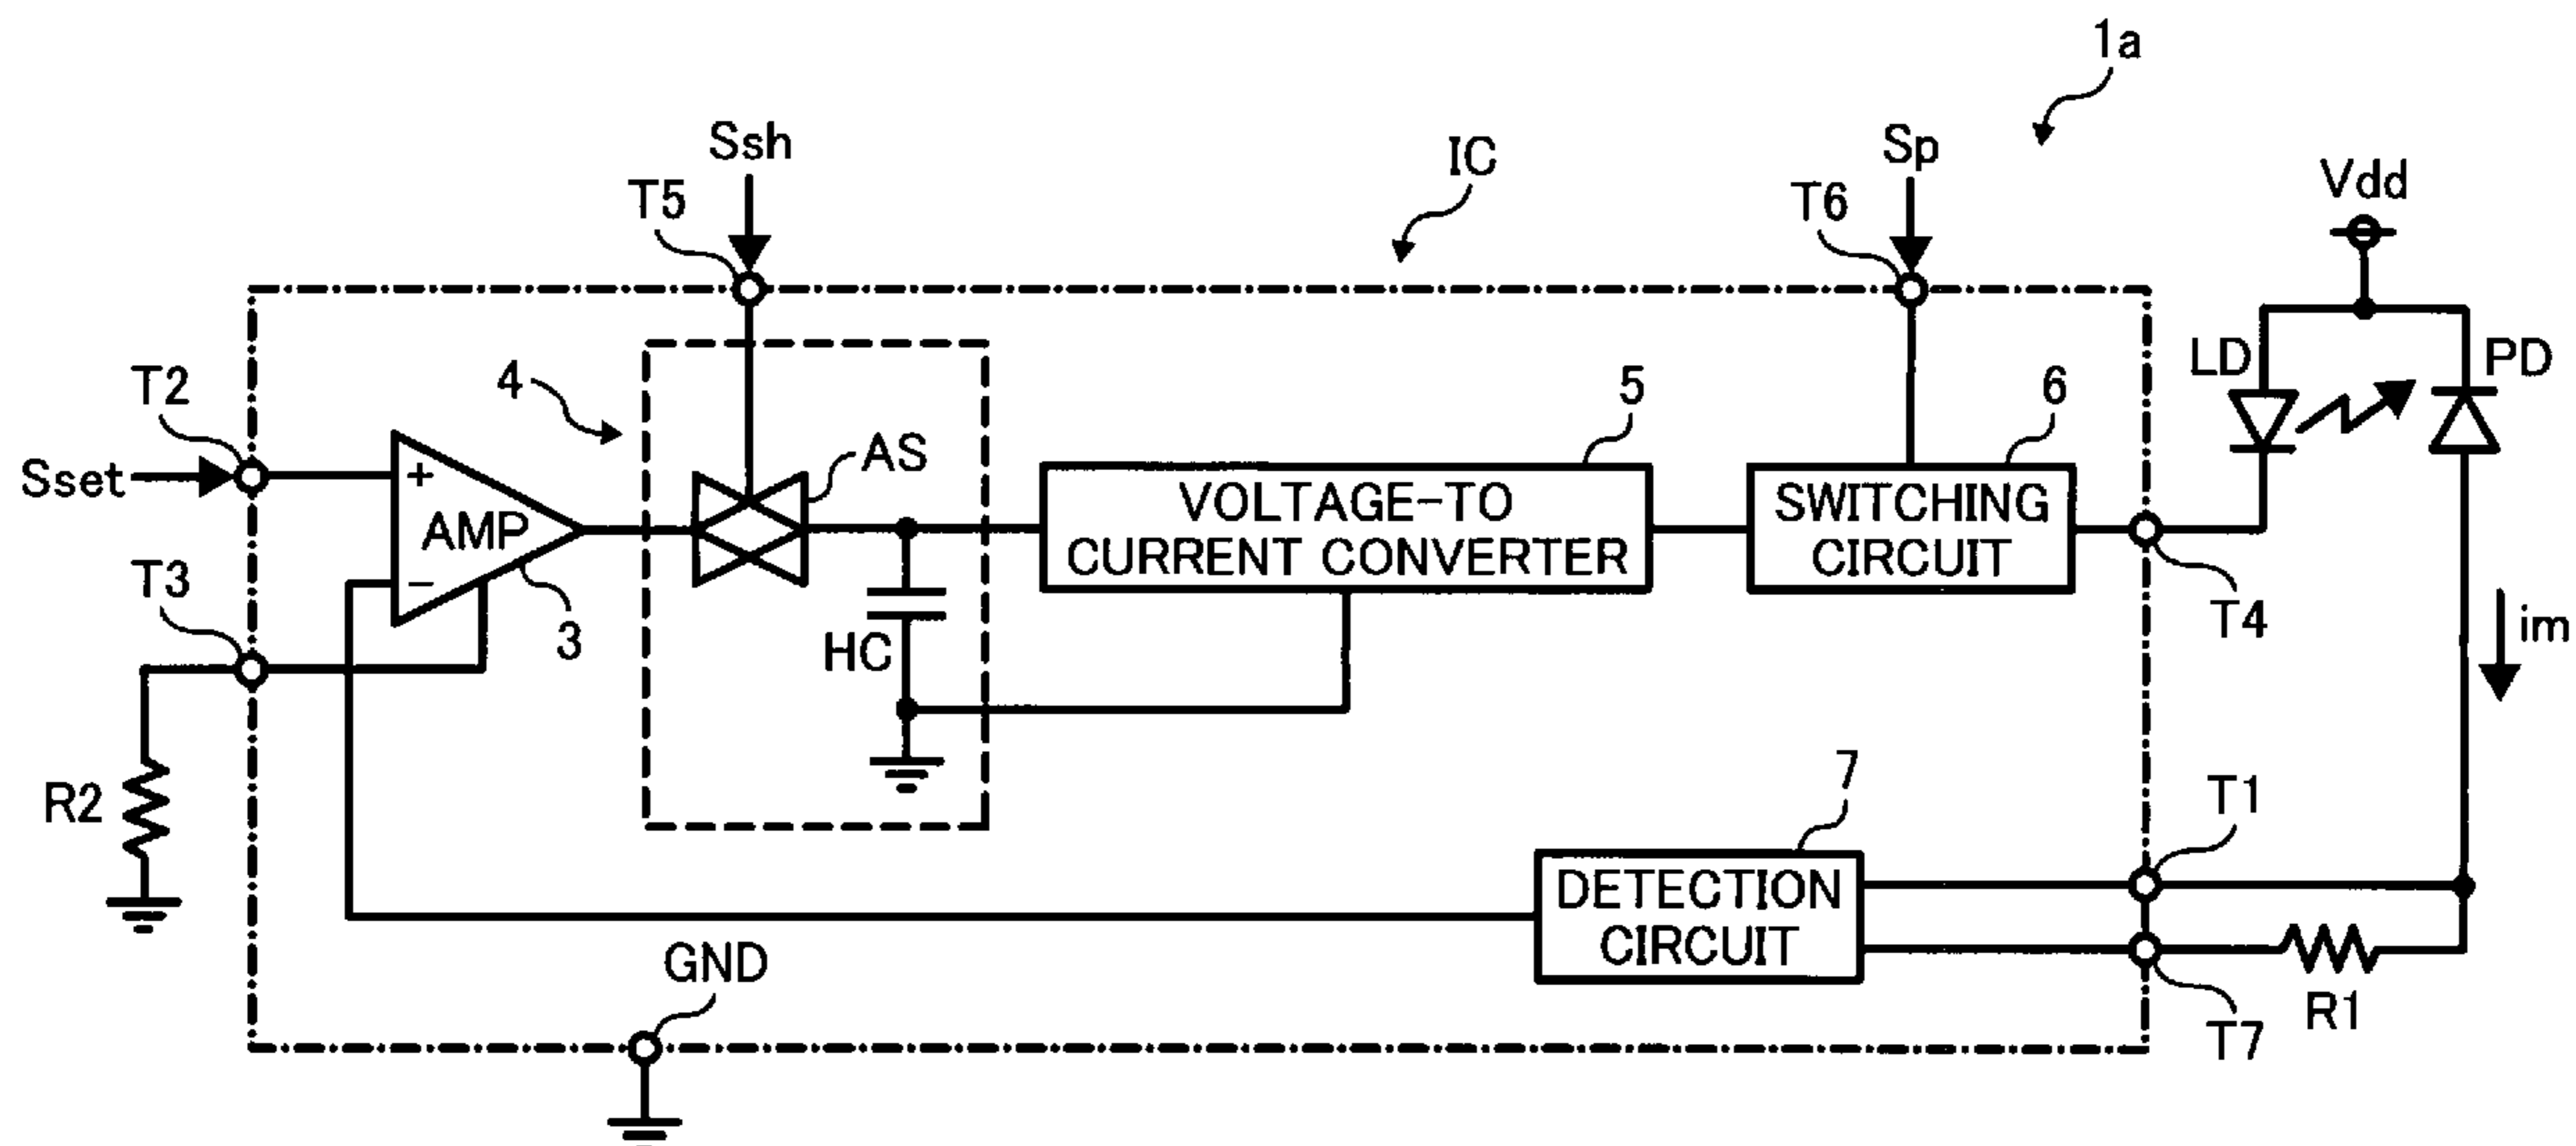 1a
Ssh
Sp
IC
Vdd
T5
T6
LD
PD
T2
4
5
6
AS
Sset
+
AMP
−
VOLTAGE-TO
CURRENT CONVERTER
SWITCHING
CIRCUIT
T3
3
HC
T4
im
R2
7
T1
DETECTION
CIRCUIT
GND
R1
T7